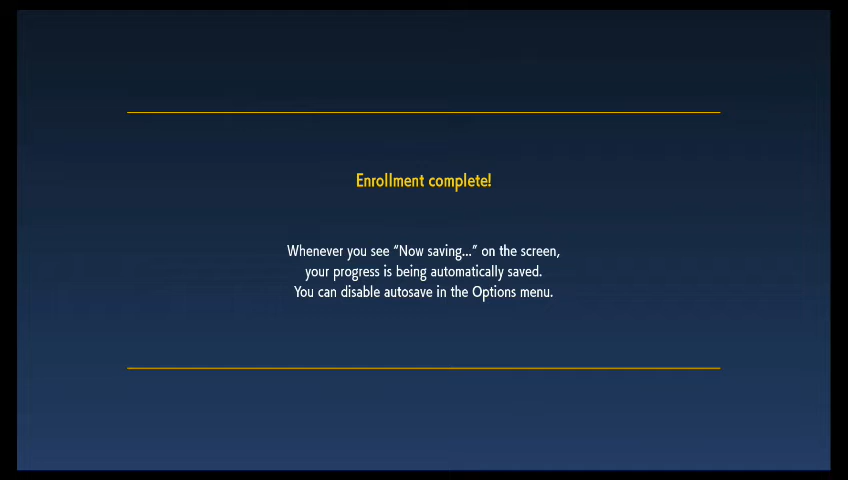 Enrollment complete!
Whenever you see “Now saving...” on the screen,
your progress is being automatically saved.
You can disable autosave in the Options menu.